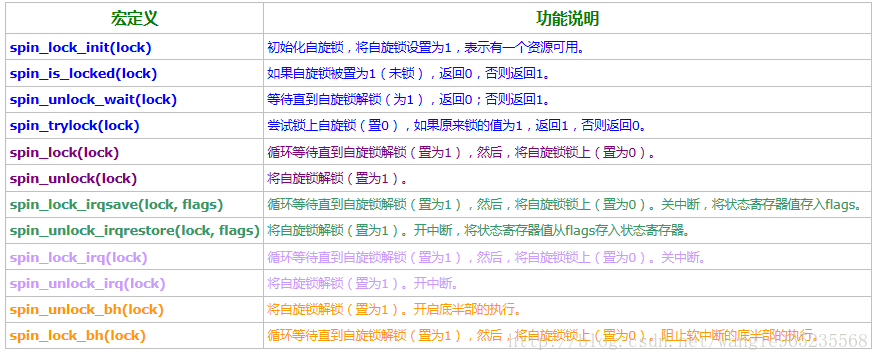 宏定义 功能说明
spin_lock_init(lock) 初始化自旋锁，将自旋锁设置为1，表示有一个资源可用。
spin_is_locked(lock) 如果自旋锁被置为1（未锁），返回0，否则返回1。
spin_unlock_wait(lock) 等待直到自旋锁解锁（为1），返回0；否则返回1。
spin_trylock(lock) 尝试锁上自旋锁（置0），如果原来锁的值为1，返回1，否则返回0。
spin_lock(lock) 循环等待直到自旋锁解锁（置为1），然后，将自旋锁锁上（置为0）。
spin_unlock(lock) 将自旋锁解锁（置为1）。
spin_lock_irqsave(lock, flags) 循环等待直到自旋锁解锁（置为1），然后，将自旋锁锁上（置为0）。关中断，将状态寄存器值存入flags。
spin_unlock_irqrestore(lock, flags) 将自旋锁解锁（置为1）。开中断，将状态寄存器值从flags存入状态寄存器。
spin_lock_irq(lock) 循环等待直到自旋锁解锁（置为1），然后，将自旋锁锁上（置为0）。关中断。
spin_unlock_irq(lock) 将自旋锁解锁（置为1）。开中断。
spin_unlock_bh(lock) 将自旋锁解锁（置为1）。开启底半部的执行。
spin_lock_bh(lock) 循环等待直到自旋锁解锁（置为1），然后，将自旋锁锁上（置为0）。阻止软中断的底半部的执行。